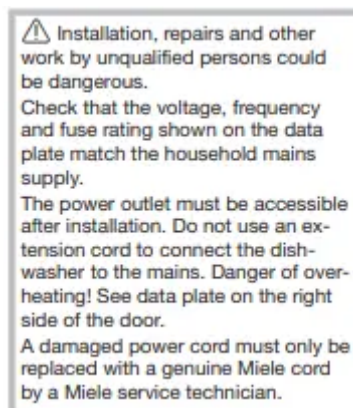 Installation, repairs and other
work by unqualified persons could
be dangerous.
Check that the voltage, frequency
and fuse rating shown on the data
plate match the household mains
supply.
The power outlet must be accessible
after installation. Do not use an ex-
tension cord to connect the dish-
washer to the mains. Danger of over-
heating! See data plate on the right
side of the door.
A damaged power cord must only be
replaced with a genuine Miele cord
by a Miele service technician.